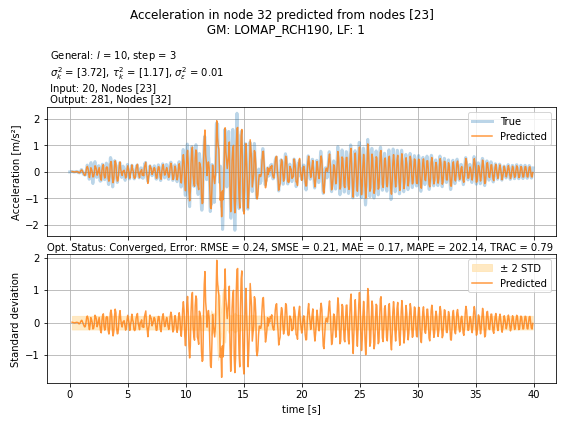 Acceleration in node 32 predicted from nodes [23]
GM: LOMAP_RCH190, LF: 1
General: l = 10, step = 3
σ²ₖ = [3.72], τ²ₖ = [1.17], σ²ε = 0.01
Input: 20, Nodes [23]
Output: 281, Nodes [32]
True
Predicted
Acceleration [m/s²]
2
1
0
−1
−2
Opt. Status: Converged, Error: RMSE = 0.24, SMSE = 0.21, MAE = 0.17, MAPE = 202.14, TRAC = 0.79
± 2 STD
Predicted
Standard deviation
1
0
−1
0 5 10 15 20 25 30 35 40
time [s]